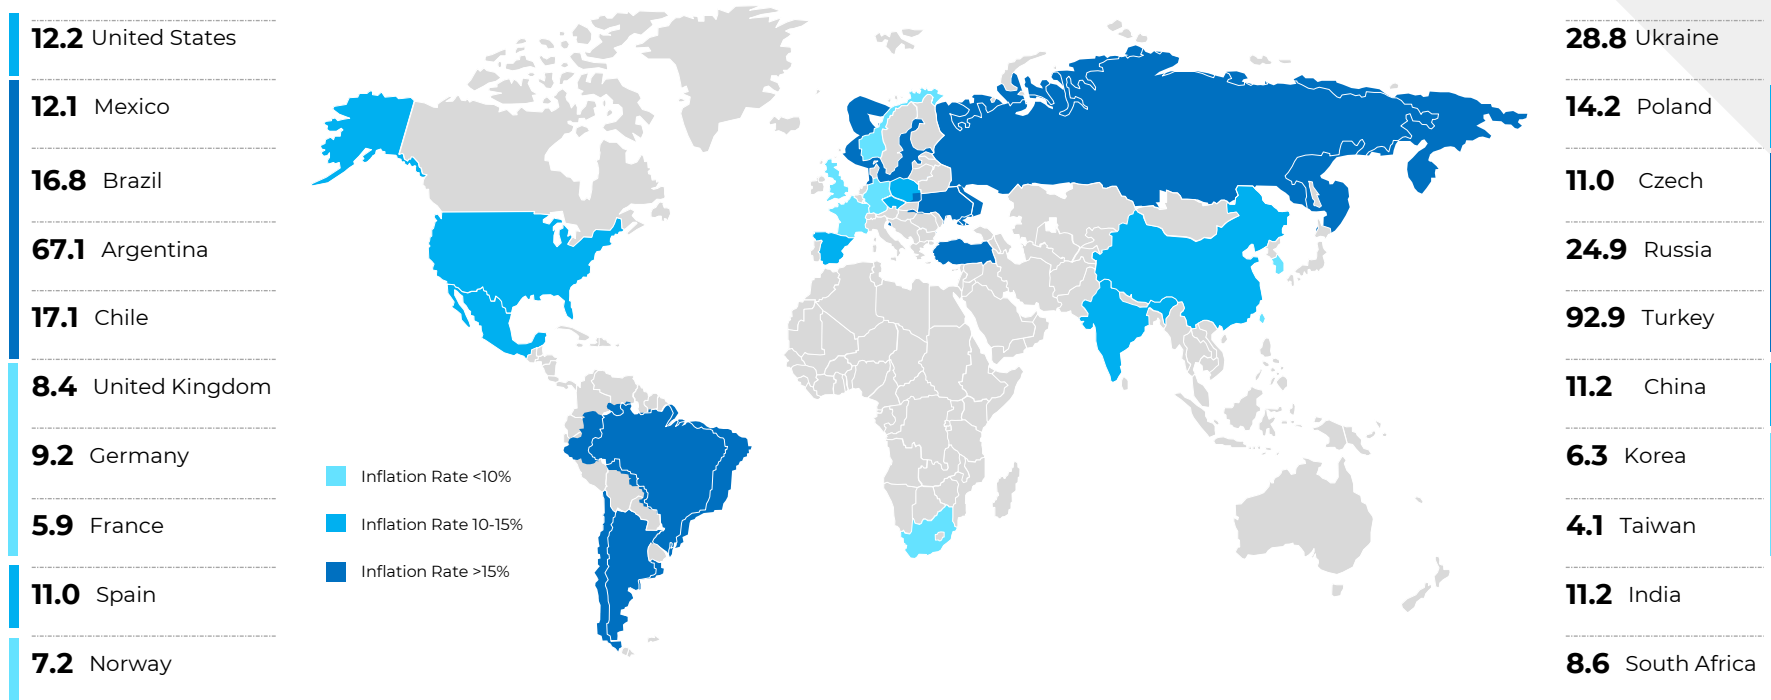 12.2 United States
12.1 Mexico
16.8 Brazil
67.1 Argentina
17.1 Chile
8.4 United Kingdom
9.2 Germany
5.9 France
11.0 Spain
7.2 Norway
Inflation Rate <10%
Inflation Rate 10-15%
Inflation Rate >15%
28.8 Ukraine
14.2 Poland
11.0 Czech
24.9 Russia
92.9 Turkey
11.2 China
6.3 Korea
4.1 Taiwan
11.2 India
8.6 South Africa